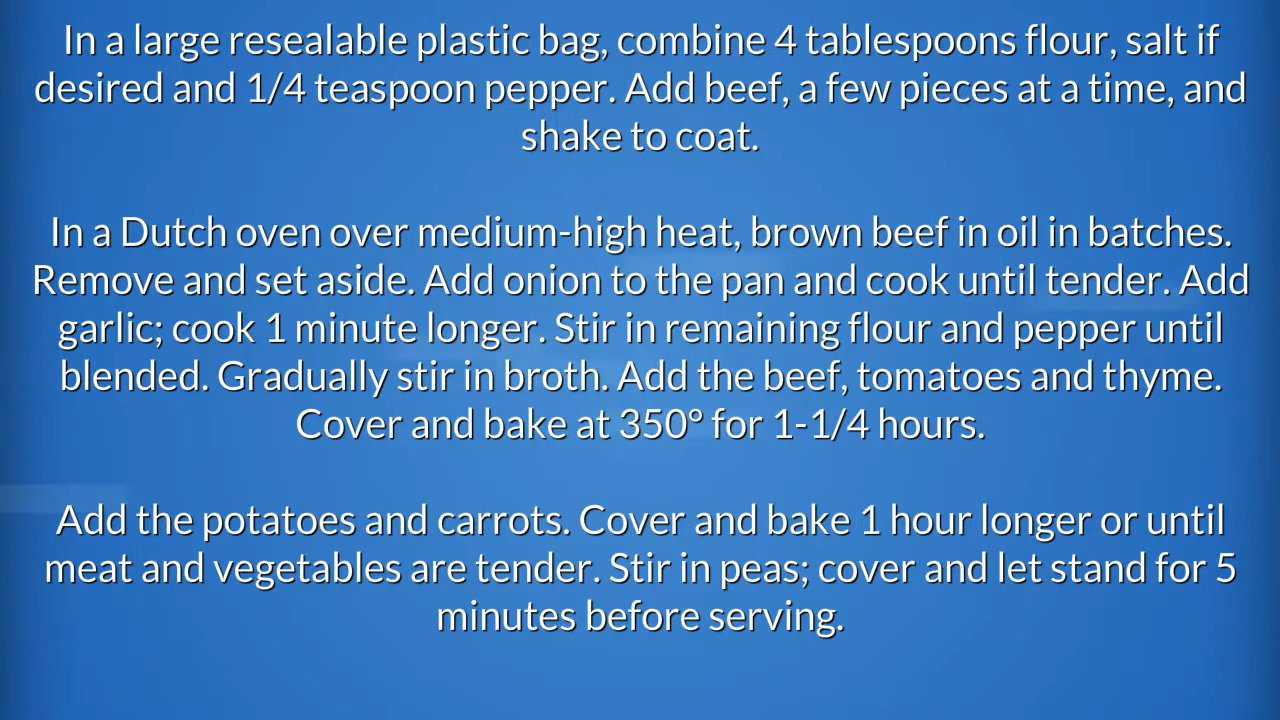 In a large resealable plastic bag, combine 4 tablespoons flour, salt if
desired and 1/4 teaspoon pepper. Add beef, a few pieces at a time, and
shake to coat.
In a Dutch oven over medium-high heat, brown beef in oil in batches.
Remove and set aside. Add onion to the pan and cook until tender. Add
garlic; cook 1 minute longer. Stir in remaining flour and pepper until
blended. Gradually stir in broth. Add the beef, tomatoes and thyme.
Cover and bake at 350° for 1-1/4 hours.
Add the potatoes and carrots. Cover and bake 1 hour longer or until
meat and vegetables are tender. Stir in peas; cover and let stand for 5
minutes before serving.